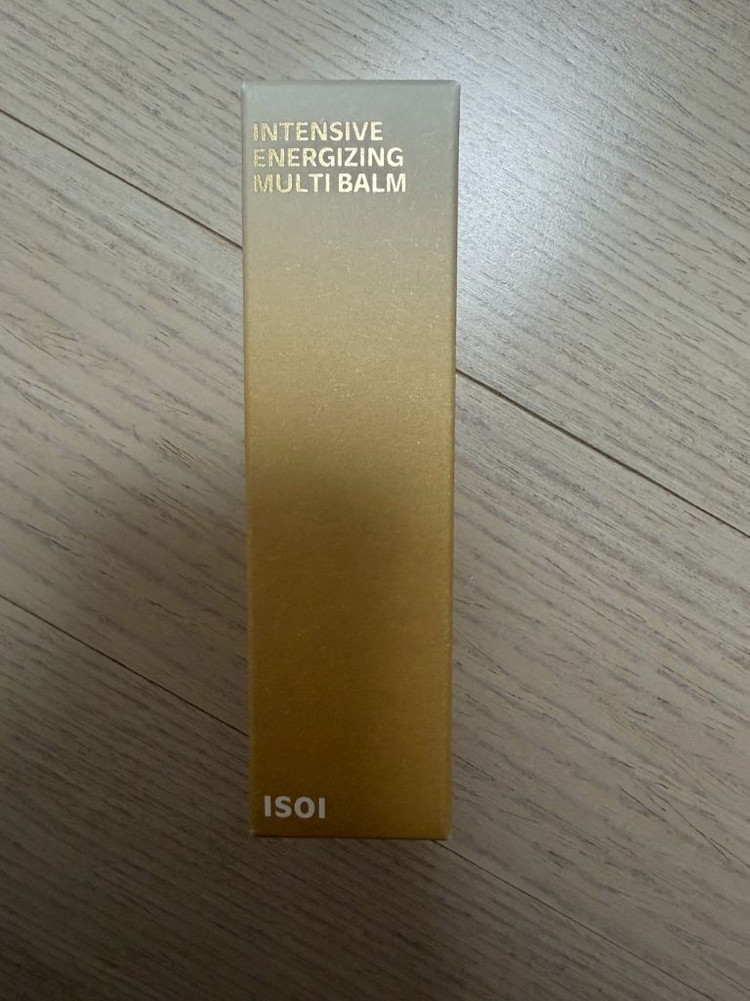 INTENSIVE
ENERGIZING
MULTI BALM
ISOI